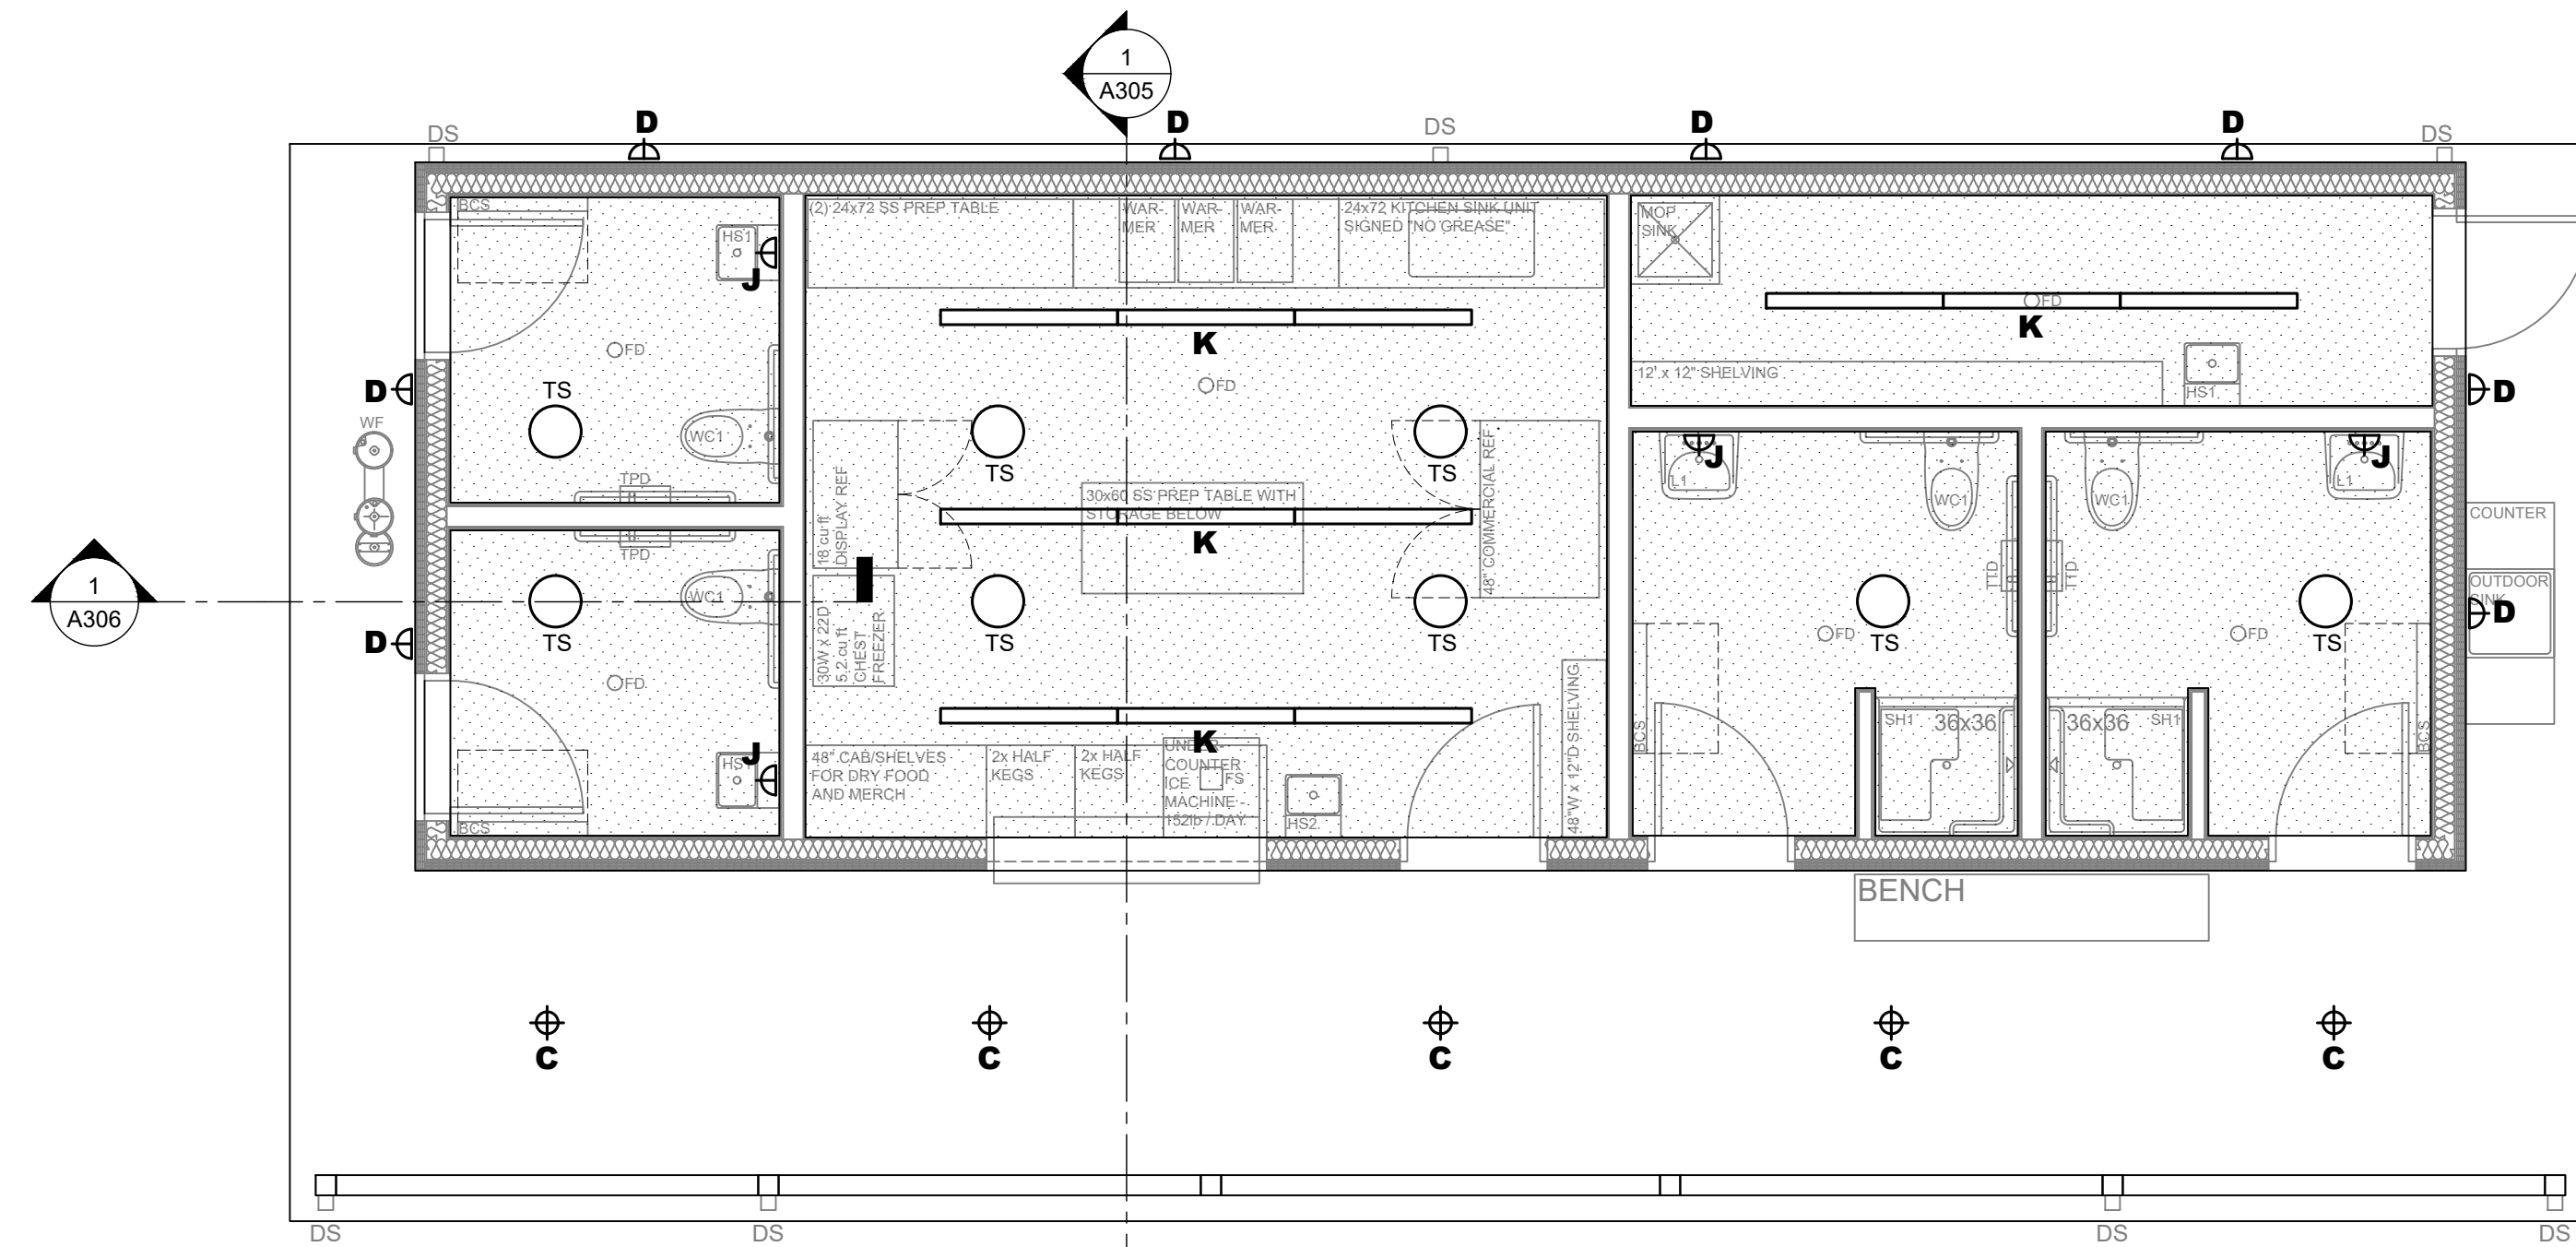 1
A305
D
D
D
D
DS
DS
DS
BCS
HS1
J
(2) 24x72 SS PREP TABLE
WAR-
MER
WAR-
MER
WAR-
MER
24x72 KITCHEN SINK UNIT
SIGNED "NO GREASE"
MOP
SINK
FD
K
K
FD
FD
12' x 12" SHELVING
HS1
D
D
WF
TS
WC1
TS
TS
TPD
TPD
18 cu ft
DISPLAY REF
30x60 SS PREP TABLE WITH
STORAGE BELOW
K
48" COMMERCIAL REF
J
L1
WC1
WC1
J
L1
COUNTER
OUTDOOR
SINK
D
1
A306
D
TS
WC1
FD
30W x 22D
5.2 cu ft
CHEST
FREEZER
TS
TS
TPD
TPD
FD
TS
FD
TS
48"W x 12"D SHELVING
BCS
SH1
36x36
36x36
SH1
BCS
J
HS1
BCS
K
48" CAB/SHELVES
FOR DRY FOOD
AND MERCH
2x HALF
KEGS
2x HALF
KEGS
UNDER-
COUNTER
ICE
MACHINE -
152lb / DAY
FS
HS2
BENCH
C
C
C
C
C
DS
DS
DS
DS